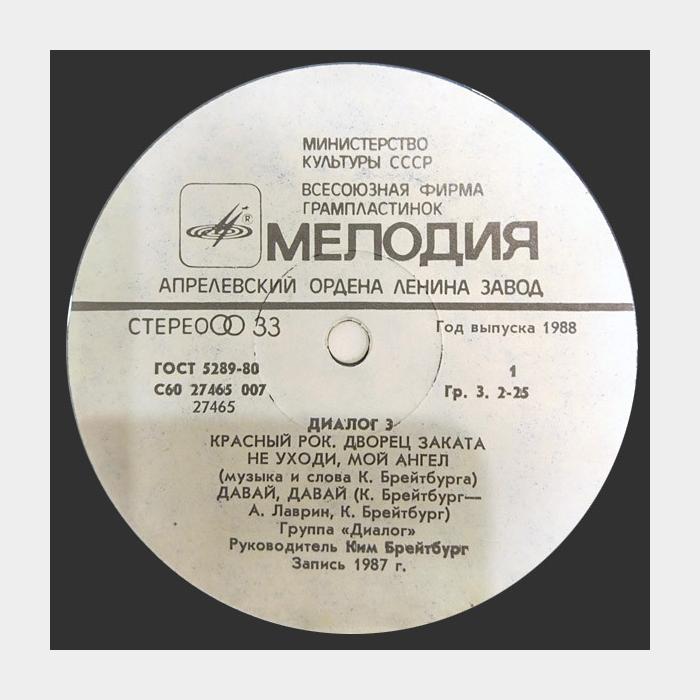 МИНИСТЕРСТВО
КУЛЬТУРЫ СССР
ВСЕСОЮЗНАЯ ФИРМА
ГРАМПЛАСТИНОК
®
МЕЛОДИЯ
АПРЕЛЕВСКИЙ ОРДЕНА ЛЕНИНА ЗАВОД
СТЕРЕО 33
Год выпуска 1988
ГОСТ 5289-80
С60 27465 007
27465
1
Гр. 3. 2-25
ДИАЛОГ 3
КРАСНЫЙ РОК. ДВОРЕЦ ЗАКАТА
НЕ УХОДИ, МОЙ АНГЕЛ
(музыка и слова К. Брейтбурга)
ДАВАЙ, ДАВАЙ (К. Брейтбург—
А. Лаврин, К. Брейтбург)
Группа «Диалог»
Руководитель Ким Брейтбург
Запись 1987 г.